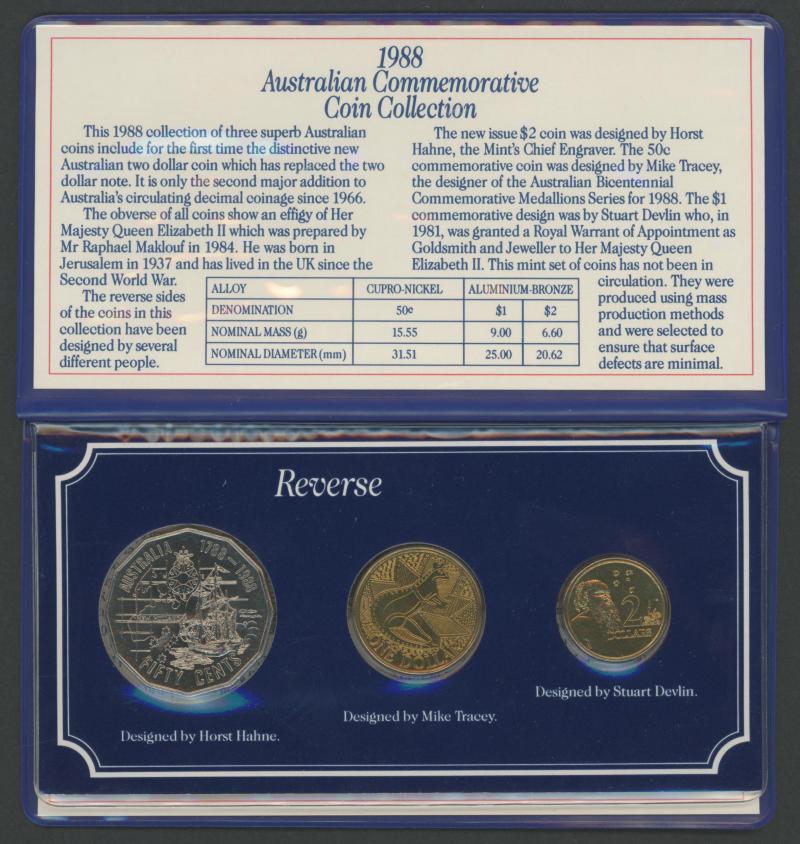 1988
Australian Commemorative
Coin Collection
This 1988 collection of three superb Australian
coins include for the first time the distinctive new
Australian two dollar coin which has replaced the two
dollar note. It is only the second major addition to
Australia's circulating decimal coinage since 1966.
The obverse of all coins show an effigy of Her
Majesty Queen Elizabeth II which was prepared by
Mr Raphael Maklouf in 1984. He was born in
Jerusalem in 1937 and has lived in the UK since the
Second World War.
The reverse sides
of the coins in this
collection have been
designed by several
different people.
The new issue $2 coin was designed by Horst
Hahne, the Mint's Chief Engraver. The 50c
commemorative coin was designed by Mike Tracey,
the designer of the Australian Bicentennial
Commemorative Medallions Series for 1988. The $1
commemorative design was by Stuart Devlin who, in
1981, was granted a Royal Warrant of Appointment as
Goldsmith and Jeweller to Her Majesty Queen
Elizabeth II. This mint set of coins has not been in
circulation. They were
produced using mass
production methods
and were selected to
ensure that surface
defects are minimal.
ALLOY CUPRO-NICKEL ALUMINIUM-BRONZE
DENOMINATION 50c $1 $2
NOMINAL MASS (g) 15.55 9.00 6.60
NOMINAL DIAMETER (mm) 31.51 25.00 20.62
Reverse
AUSTRALIA 1788-1988
FIFTY CENTS
ONE DOLLAR
2
DOLLARS
Designed by Horst Hahne.
Designed by Mike Tracey.
Designed by Stuart Devlin.